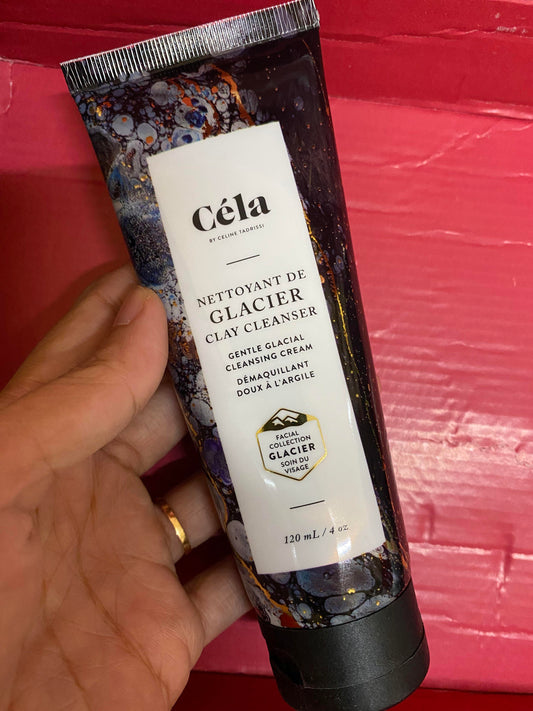 Céla
BY CELINE TADRISSI
NETTOYANT DE
GLACIER
CLAY CLEANSER
GENTLE GLACIAL
CLEANSING CREAM
DÉMAQUILLANT
DOUX À L'ARGILE
FACIAL
COLLECTION
GLACIER
SOIN DU
VISAGE
120 mL / 4 oz